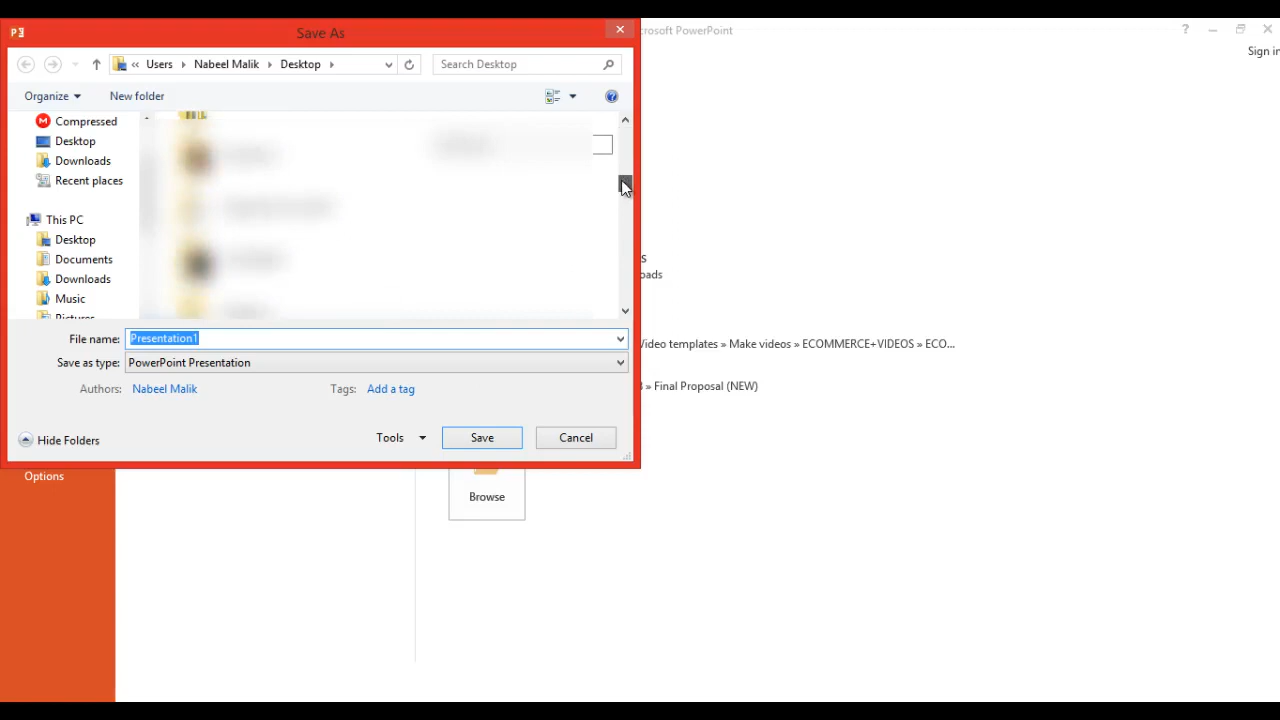 Save As
rosoft PowerPoint
Sign in
Users Nabeel Malik Desktop
Search Desktop
Organize
New folder
Compressed
Desktop
Downloads
Recent places
This PC
Desktop
Documents
Downloads
Music
Pictures
s
oads
File name: Presentation1
Video templates » Make videos » ECOMMERCE+VIDEOS » ECO...
Save as type: PowerPoint Presentation
Authors: Nabeel Malik Tags: Add a tag
» Final Proposal (NEW)
Hide Folders
Tools
Save
Cancel
Options
Browse